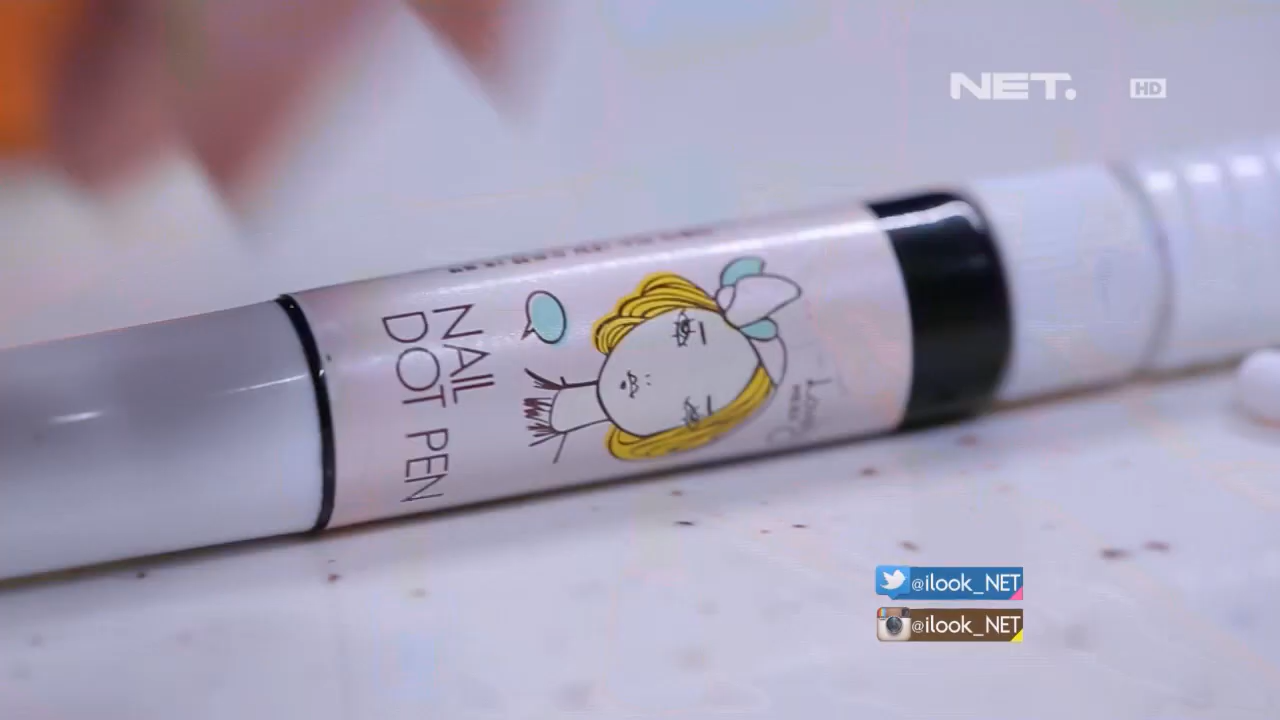 NET.
HD
NAIL
DOT PEN
@ilook_NET
@ilook_NET